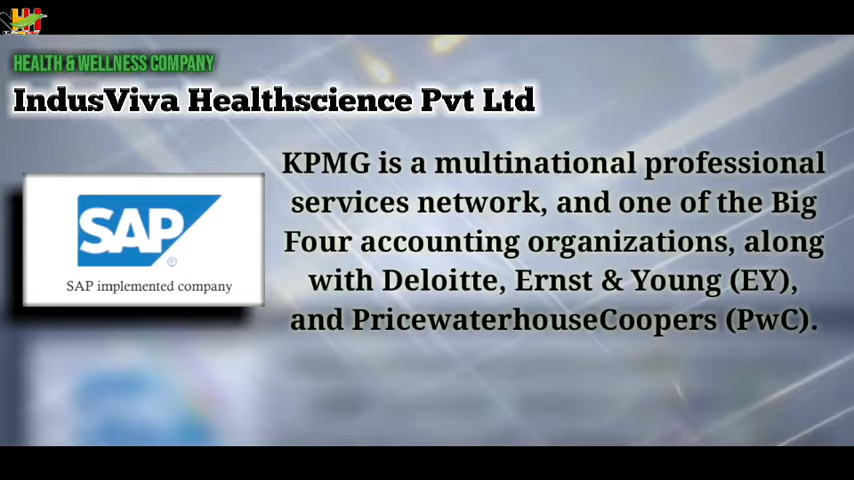 HEALTH & WELLNESS COMPANY
IndusViva Healthscience Pvt Ltd
KPMG is a multinational professional
services network, and one of the Big
Four accounting organizations, along
with Deloitte, Ernst & Young (EY),
and PricewaterhouseCoopers (PwC).
SAP®
SAP implemented company